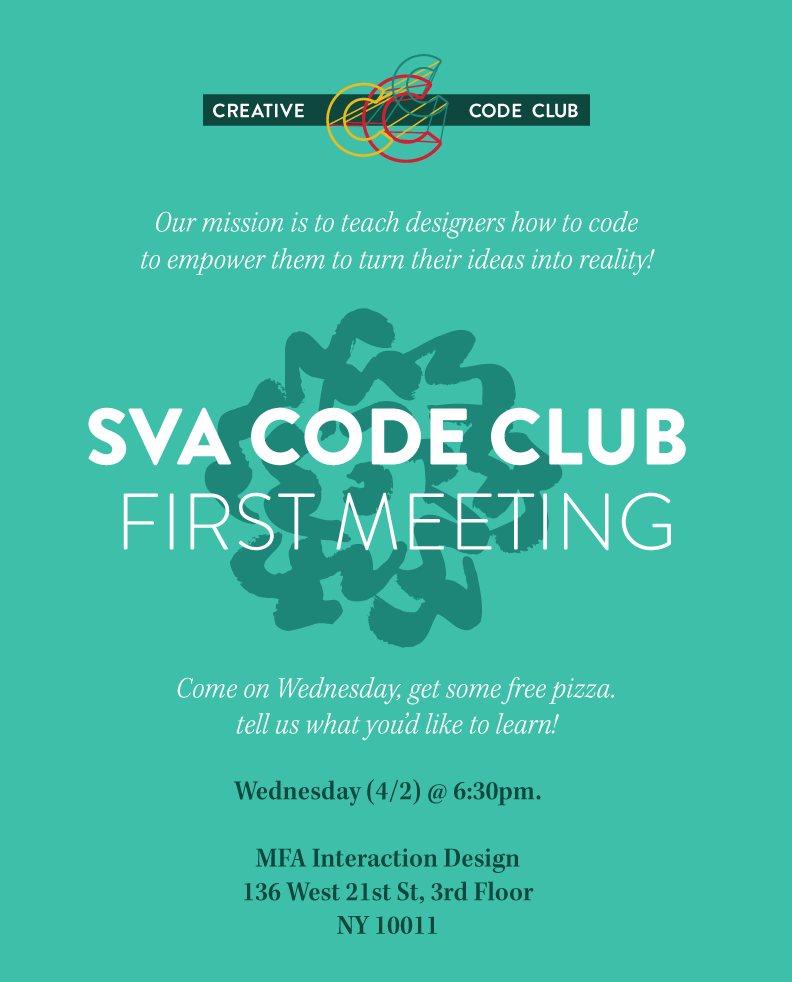 CREATIVE CODE CLUB
Our mission is to teach designers how to code
to empower them to turn their ideas into reality!
SVA CODE CLUB
FIRST MEETING
Come on Wednesday, get some free pizza.
tell us what you'd like to learn!
Wednesday (4/2) @ 6:30pm.
MFA Interaction Design
136 West 21st St, 3rd Floor
NY 10011